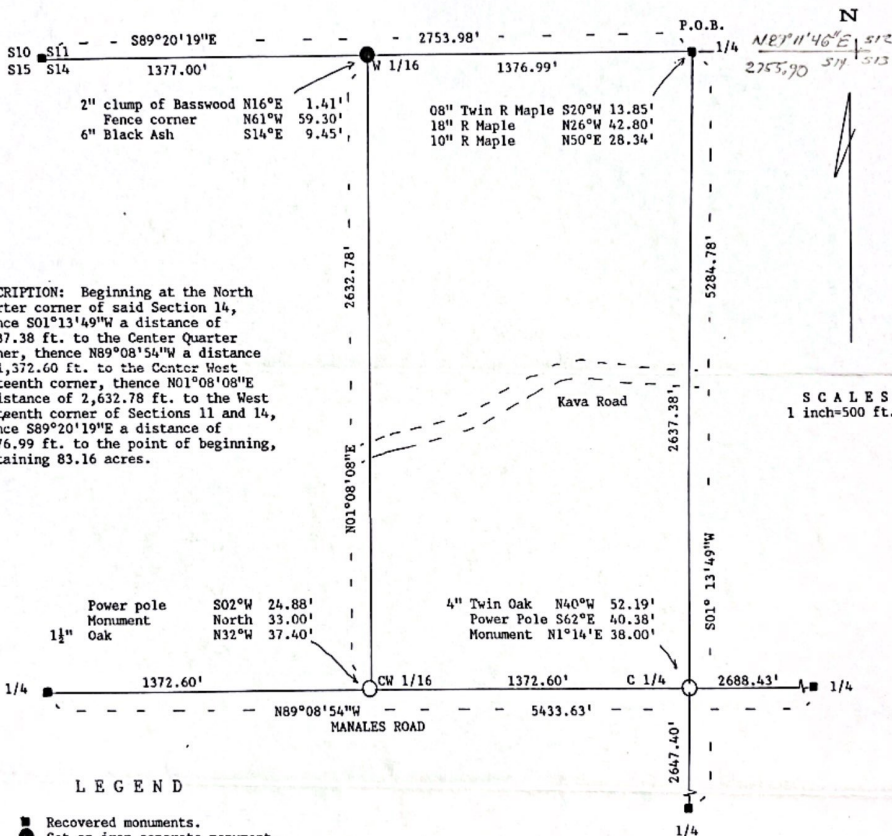 N
P.O.B.
S89°20'19"E
2753.98'
1/4
N89°11'46"E
S12
S10
S11
S15
S14
1377.00'
W 1/16
1376.99'
2755.90
S14
S13
2" clump of Basswood N16°E 1.41'
Fence corner N61°W 59.30'
6" Black Ash S14°E 9.45'
08" Twin R Maple S20°W 13.85'
18" R Maple N26°W 42.80'
10" R Maple N50°E 28.34'
2632.78'
5284.78'
CRIPTION: Beginning at the North
rter corner of said Section 14,
nce S01°13'49"W a distance of
37.38 ft. to the Center Quarter
ner, thence N89°08'54"W a distance
1,372.60 ft. to the Center West
teenth corner, thence N01°08'08"E
istance of 2,632.78 ft. to the West
teenth corner of Sections 11 and 14,
nce S89°20'19"E a distance of
76.99 ft. to the point of beginning,
taining 83.16 acres.
Kava Road
SCALES
1 inch=500 ft.
2637.38'
N01°08'08"E
S01° 13'49"W
Power pole S02°W 24.88'
Monument North 33.00'
1½" Oak N32°W 37.40'
4" Twin Oak N40°W 52.19'
Power Pole S62°E 40.38'
Monument N1°14'E 38.00'
1/4
1372.60'
CW 1/16
1372.60'
C 1/4
2688.43'
1/4
N89°08'54"W
5433.63'
MANALES ROAD
2647.40'
LEGEND
Recovered monuments.
Set an iron concrete monument
1/4